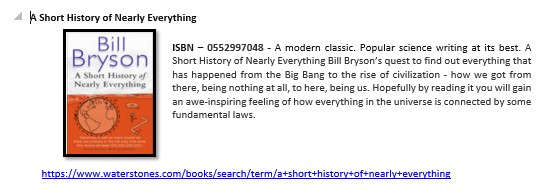 A Short History of Nearly Everything
Bill
Bryson
A Short History of
Nearly Everything
ISBN – 0552997048 - A modern classic. Popular science writing at its best. A
Short History of Nearly Everything Bill Bryson's quest to find out everything that
has happened from the Big Bang to the rise of civilization - how we got from
there, being nothing at all, to here, being us. Hopefully by reading it you will gain
an awe-inspiring feeling of how everything in the universe is connected by some
fundamental laws.
https://www.waterstones.com/books/search/term/a+short+history+of+nearly+everything